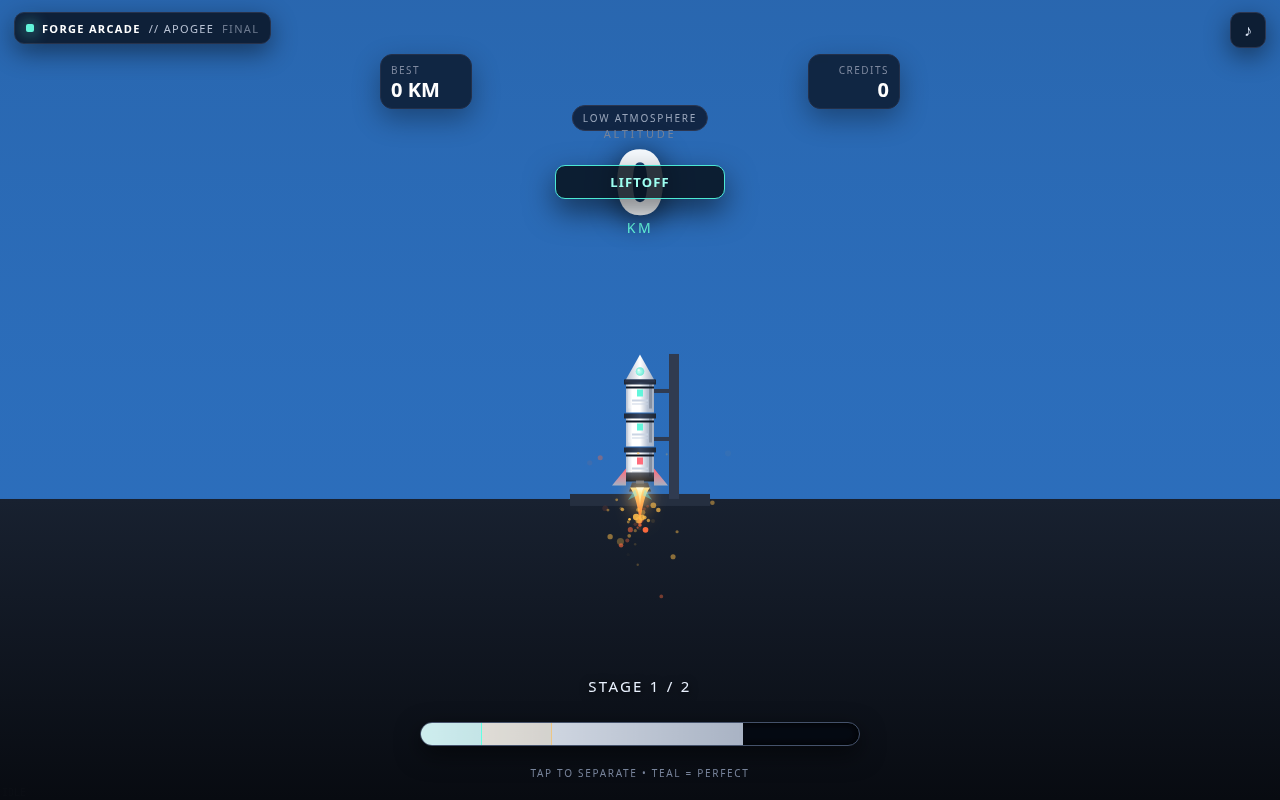 FORGE ARCADE // APOGEE FINAL
♪
BEST
0 KM
CREDITS
0
LOW ATMOSPHERE
ALTITUDE
0
LIFTOFF
KM
STAGE 1 / 2
TAP TO SEPARATE • TEAL = PERFECT